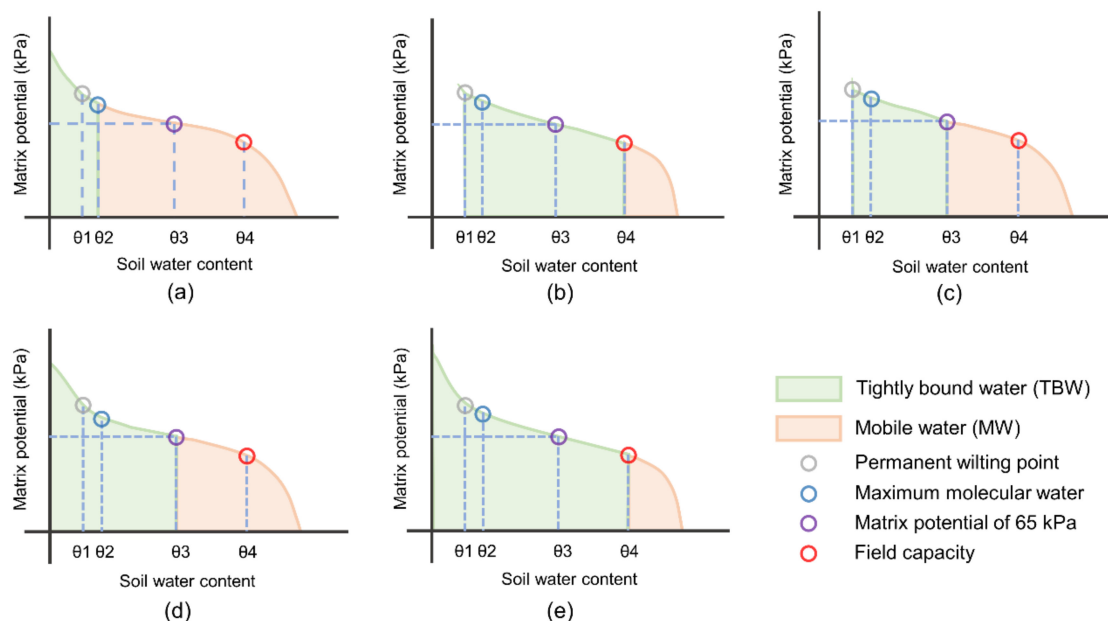 Matrix potential (kPa)
θ1 θ2 θ3 θ4
Soil water content
(a)
Matrix potential (kPa)
θ1 θ2 θ3 θ4
Soil water content
(b)
Matrix potential (kPa)
θ1 θ2 θ3 θ4
Soil water content
(c)
Matrix potential (kPa)
θ1 θ2 θ3 θ4
Soil water content
(d)
Matrix potential (kPa)
θ1 θ2 θ3 θ4
Soil water content
(e)
Tightly bound water (TBW)
Mobile water (MW)
Permanent wilting point
Maximum molecular water
Matrix potential of 65 kPa
Field capacity